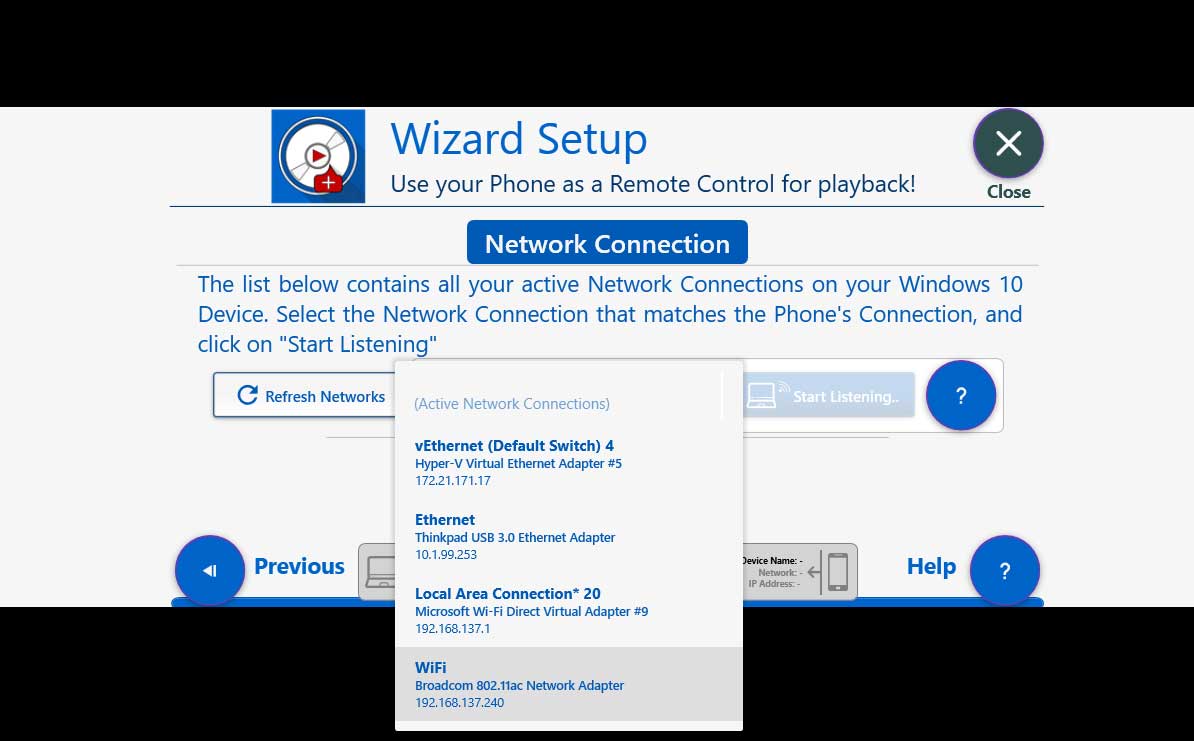 Wizard Setup
Use your Phone as a Remote Control for playback!
Close
Network Connection
The list below contains all your active Network Connections on your Windows 10
Device. Select the Network Connection that matches the Phone's Connection, and
click on "Start Listening"
Refresh Networks
Start Listening..
?
(Active Network Connections)
vEthernet (Default Switch) 4
Hyper-V Virtual Ethernet Adapter #5
172.21.171.17
Ethernet
Thinkpad USB 3.0 Ethernet Adapter
10.1.99.253
Local Area Connection* 20
Microsoft Wi-Fi Direct Virtual Adapter #9
192.168.137.1
WiFi
Broadcom 802.11ac Network Adapter
192.168.137.240
Previous
Device Name: -
Network: -
IP Address: -
Help
?